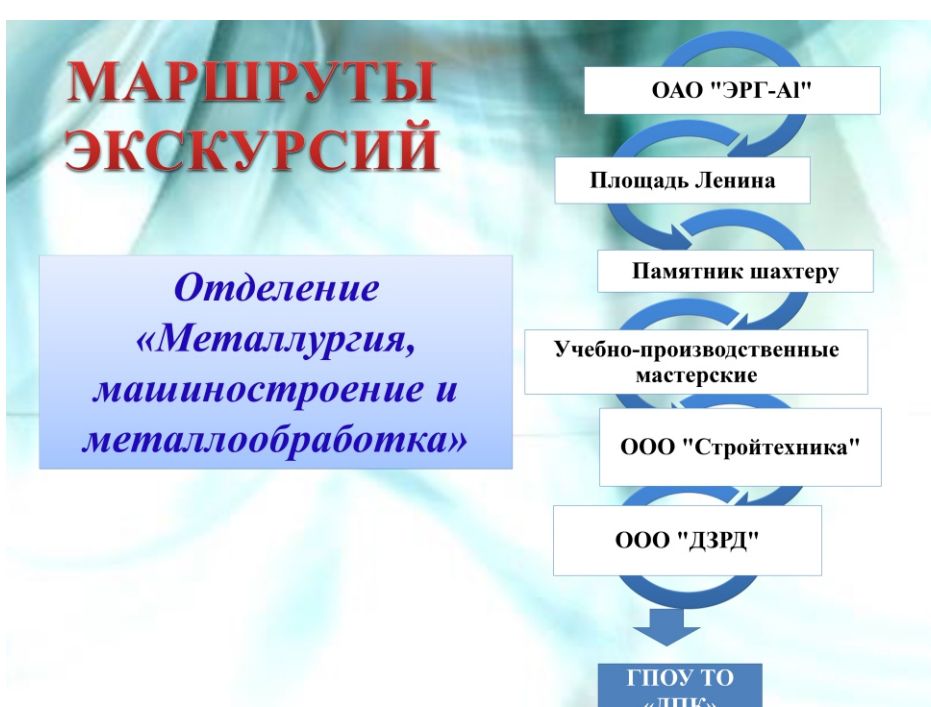 МАРШРУТЫ
ЭКСКУРСИЙ
Отделение
«Металлургия,
машиностроение и
металлообработка»
ОАО "ЭРГ-Al"
Площадь Ленина
Памятник шахтеру
Учебно-производственные
мастерские
ООО "Стройтехника"
ООО "ДЗРД"
ГПОУ ТО